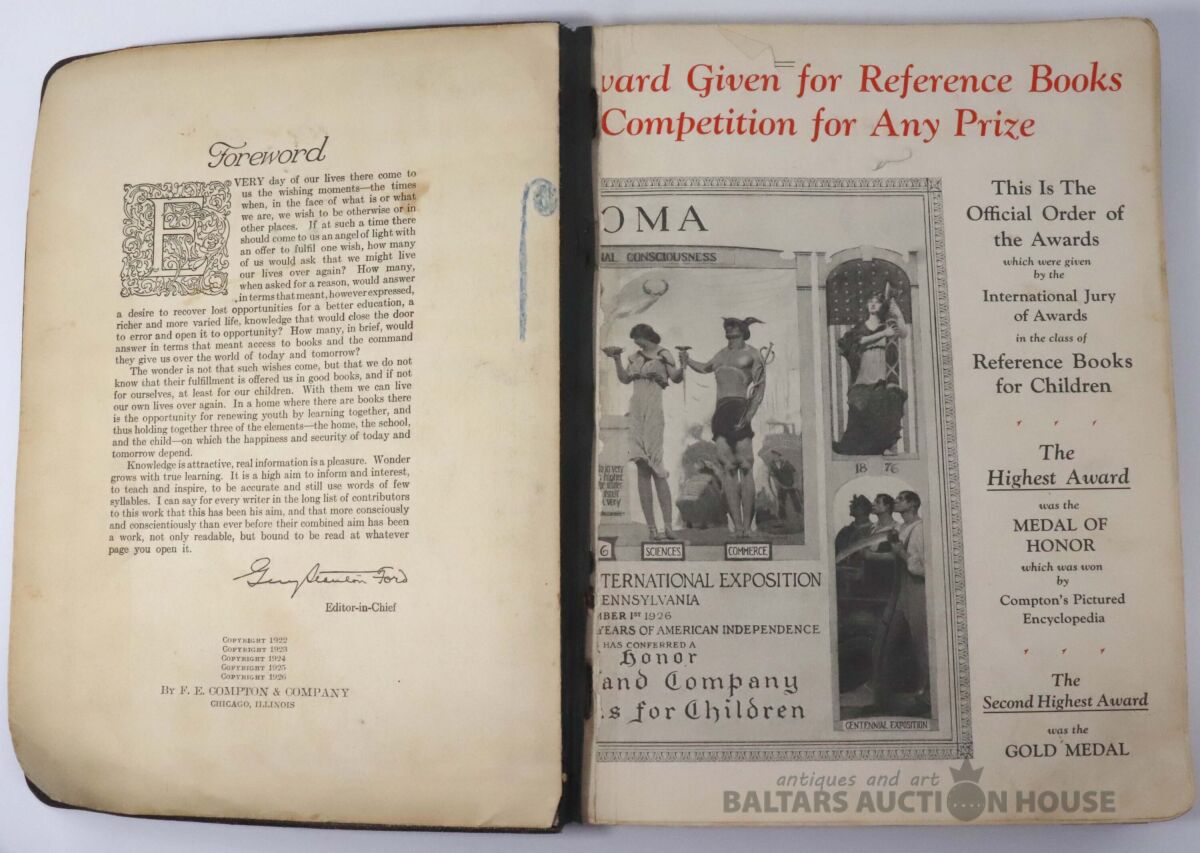 Foreword
EVERY day of our lives there come to
us the wishing moments—the times
when, in the face of what is or what
we are, we wish to be otherwise or in
other places. If at such a time there
should come to us an angel of light with
an offer to fulfil one wish, how many
of us would ask that we might live
our lives over again? How many,
when asked for a reason, would answer
in terms that meant, however expressed,
a desire to recover lost opportunities for a better education, a
richer and more varied life, knowledge that would close the door
to error and open it to opportunity? How many, in brief, would
answer in terms that meant access to books and the command
they give us over the world of today and tomorrow?
The wonder is not that such wishes come, but that we do not
know that their fulfillment is offered us in good books, and if not
for ourselves, at least for our children. With them we can live
our own lives over again. In a home where there are books there
is the opportunity for renewing youth by learning together, and
thus holding together three of the elements—the home, the school,
and the child—on which the happiness and security of today and
tomorrow depend.
Knowledge is attractive, real information is a pleasure. Wonder
grows with true learning. It is a high aim to inform and interest,
to teach and inspire, to be accurate and still use words of few
syllables. I can say for every writer in the long list of contributors
to this work that this has been his aim, and that more consciously
and conscientiously than ever before their combined aim has been
a work, not only readable, but bound to be read at whatever
page you open it.
Guy Stanton Ford
Editor-in-Chief
COPYRIGHT 1922
COPYRIGHT 1923
COPYRIGHT 1924
COPYRIGHT 1925
COPYRIGHT 1926
BY F. E. COMPTON & COMPANY
CHICAGO, ILLINOIS
ward Given for Reference Books
Competition for Any Prize
OMA
NAL CONSCIOUSNESS
1876
6
SCIENCES
COMMERCE
TERNATIONAL EXPOSITION
ENNSYLVANIA
MBER 1ST 1926
YEARS OF AMERICAN INDEPENDENCE
HAS CONFERRED A
Honor
and Company
s for Children
CENTENNIAL EXPOSITION
This Is The
Official Order of
the Awards
which were given
by the
International Jury
of Awards
in the class of
Reference Books
for Children
The
Highest Award
was the
MEDAL OF
HONOR
which was won
by
Compton's Pictured
Encyclopedia
The
Second Highest Award
was the
GOLD MEDAL
antiques and art
BALTARS AUCTION HOUSE